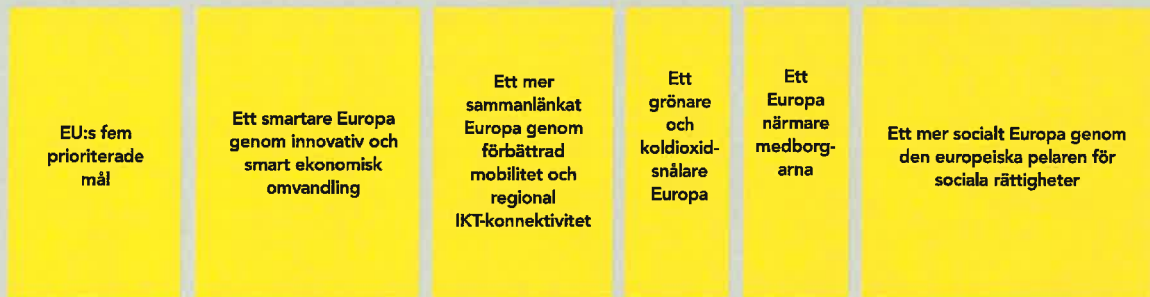 EU:s fem
prioriterade
mål
Ett smartare Europa
genom innovativ och
smart ekonomisk
omvandling
Ett mer
sammanlänkat
Europa genom
förbättrad
mobilitet och
regional
IKT-konnektivitet
Ett
grönare
och
koldioxid-
snålare
Europa
Ett
Europa
närmare
medborg-
arna
Ett mer socialt Europa genom
den europeiska pelaren för
sociala rättigheter